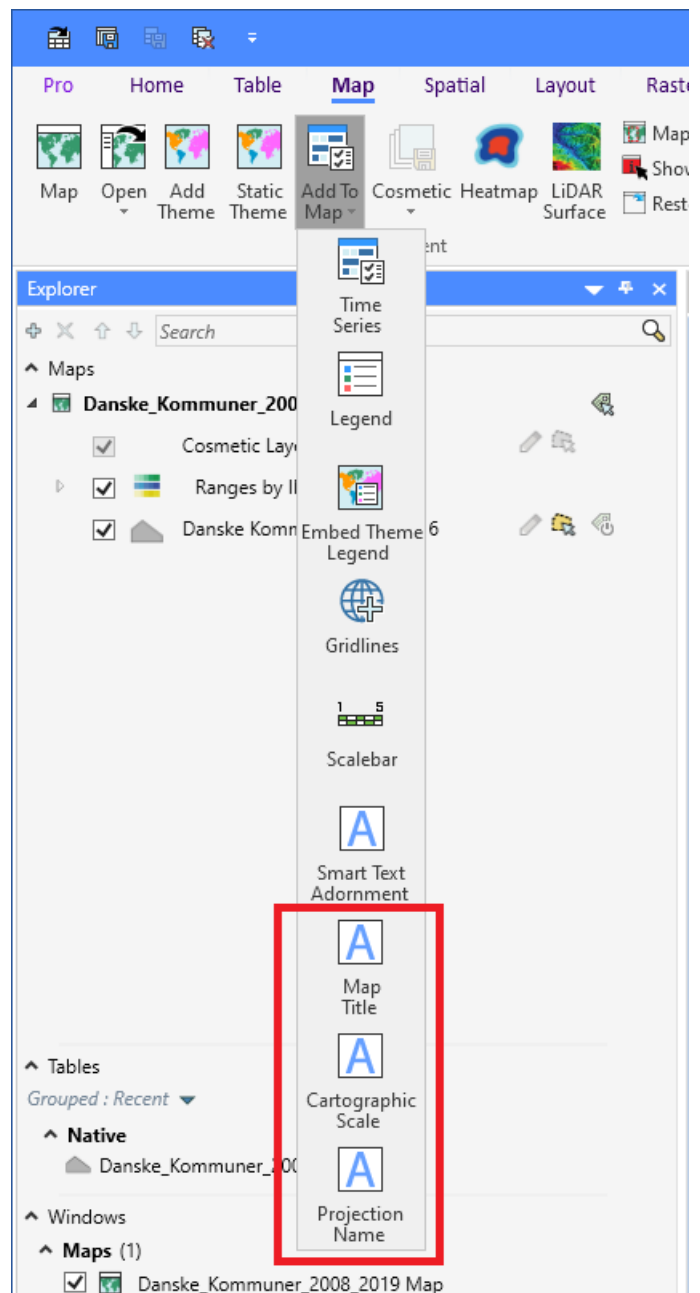 Pro Home Table Map Spatial Layout Raste
Map Open Add Theme Static Theme Add To Map Cosmetic Heatmap LiDAR Surface
Map
Show
Rest
ent
Explorer
Search
Maps
Danske_Kommuner_200
Cosmetic Lay
Ranges by I
Danske Komn 6
Time
Series
Legend
Embed Theme
Legend
Gridlines
1 5
Scalebar
Smart Text
Adornment
A
Map
Title
A
Cartographic
Scale
A
Projection
Name
A
Tables
Grouped : Recent
Native
Danske_Kommuner_200
Windows
Maps (1)
Danske_Kommuner_2008_2019 Map